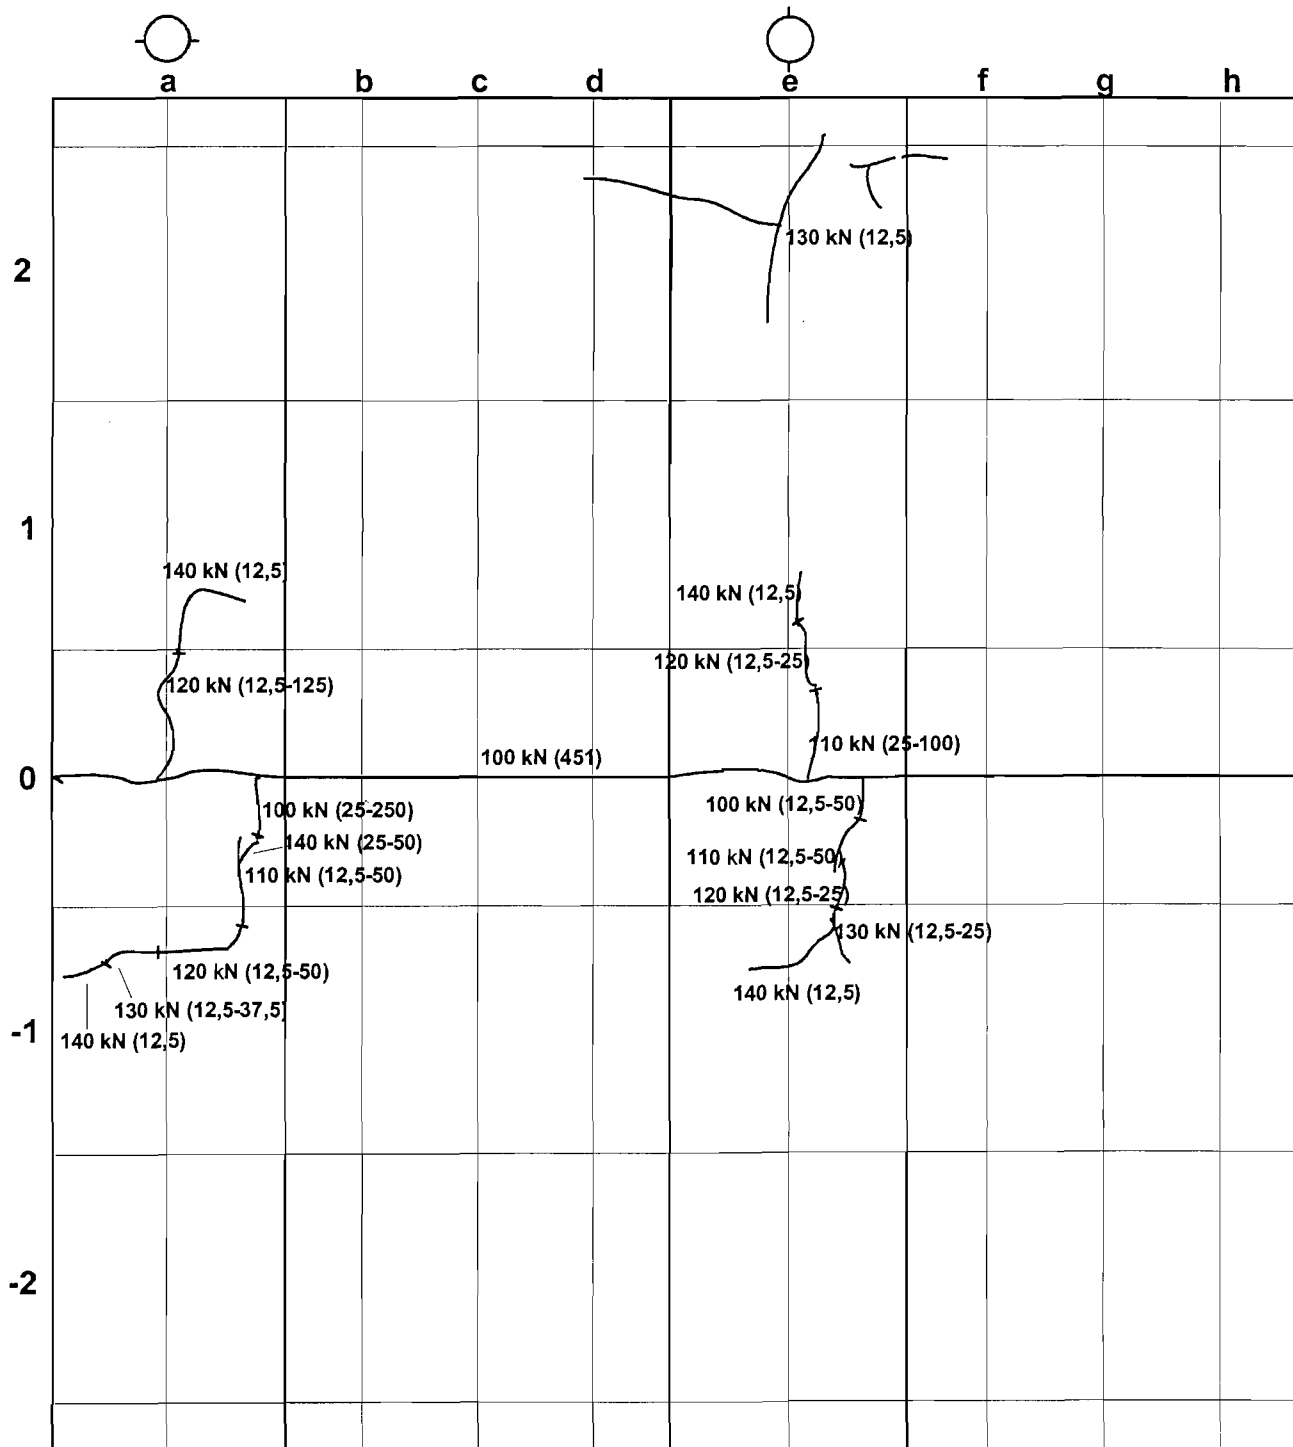 a b c d e f g h
130 kN (12,5)
2
1
140 kN (12,5)
140 kN (12,5)
120 kN (12,5-25)
120 kN (12,5-125)
110 kN (25-100)
100 kN (451)
0
100 kN (12,5-50)
100 kN (25-250)
140 kN (25-50)
110 kN (12,5-50)
110 kN (12,5-50)
120 kN (12,5-25)
130 kN (12,5-25)
120 kN (12,5-50)
140 kN (12,5)
130 kN (12,5-37,5)
-1
140 kN (12,5)
-2